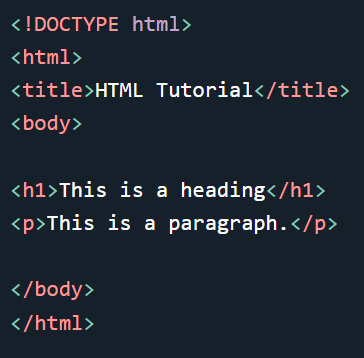 <!DOCTYPE html>
<html>
<title>HTML Tutorial</title>
<body>
<h1>This is a heading</h1>
<p>This is a paragraph.</p>
</body>
</html>